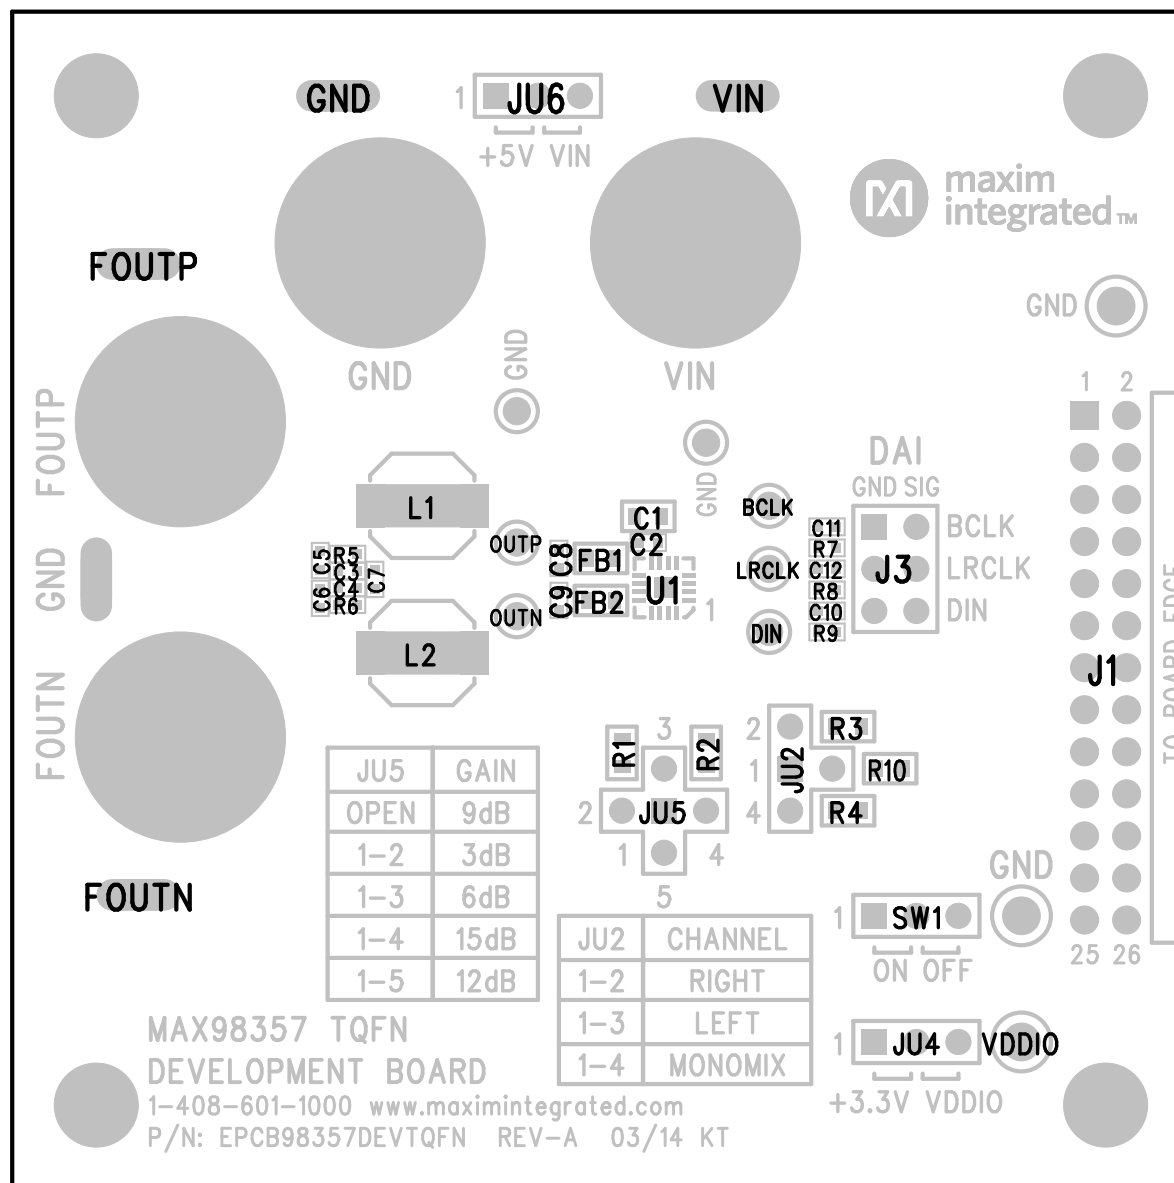 GND
1 JU6
VIN
+5V VIN
maxim
integrated™
FOUTP
GND
GND
VIN
GND
FOUTP
1 2
DAI
GND SIG
GND
L1
C1
BCLK
C11
BCLK
OUTP
C2
R7
C5 R5
C3
C7
C8
FB1
LRCLK
C12
J3
LRCLK
GND
C4
C6
R6
C9
FB2
U1
1
R8
C10
DIN
OUTN
DIN
R9
L2
J1
TO BOARD EDGE
FOUTN
R1
3
R2
2
R3
1
JU2
R10
2
JU5
4
R4
1
4
5
JU5 GAIN
OPEN 9dB
1-2 3dB
1-3 6dB
1-4 15dB
1-5 12dB
FOUTN
GND
1 SW1
ON OFF
25 26
JU2 CHANNEL
1-2 RIGHT
1-3 LEFT
1-4 MONOMIX
1 JU4
VDDIO
+3.3V VDDIO
MAX98357 TQFN
DEVELOPMENT BOARD
1-408-601-1000 www.maximintegrated.com
P/N: EPCB98357DEVTQFN REV-A 03/14 KT